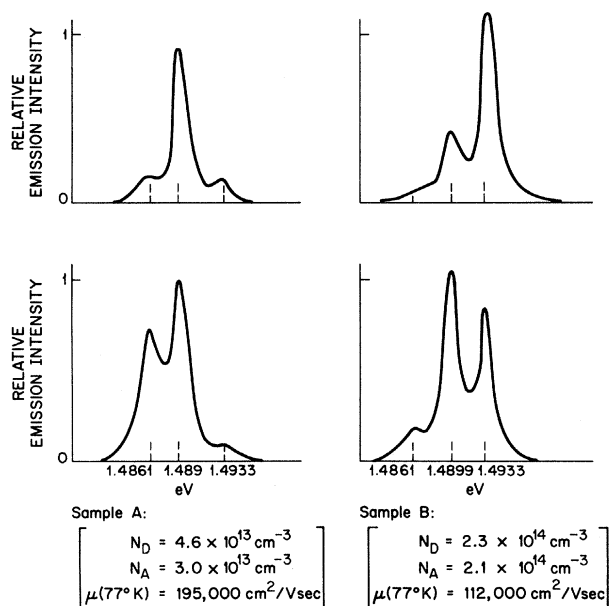 RELATIVE
EMISSION INTENSITY
1
0
RELATIVE
EMISSION INTENSITY
1
0
1.4861 1.489 1.4933
eV
1.4861 1.4899 1.4933
eV
Sample A:
N_D = 4.6 x 10^13 cm^-3
N_A = 3.0 x 10^13 cm^-3
μ(77°K) = 195,000 cm^2/Vsec
Sample B:
N_D = 2.3 x 10^14 cm^-3
N_A = 2.1 x 10^14 cm^-3
μ(77°K) = 112,000 cm^2/Vsec